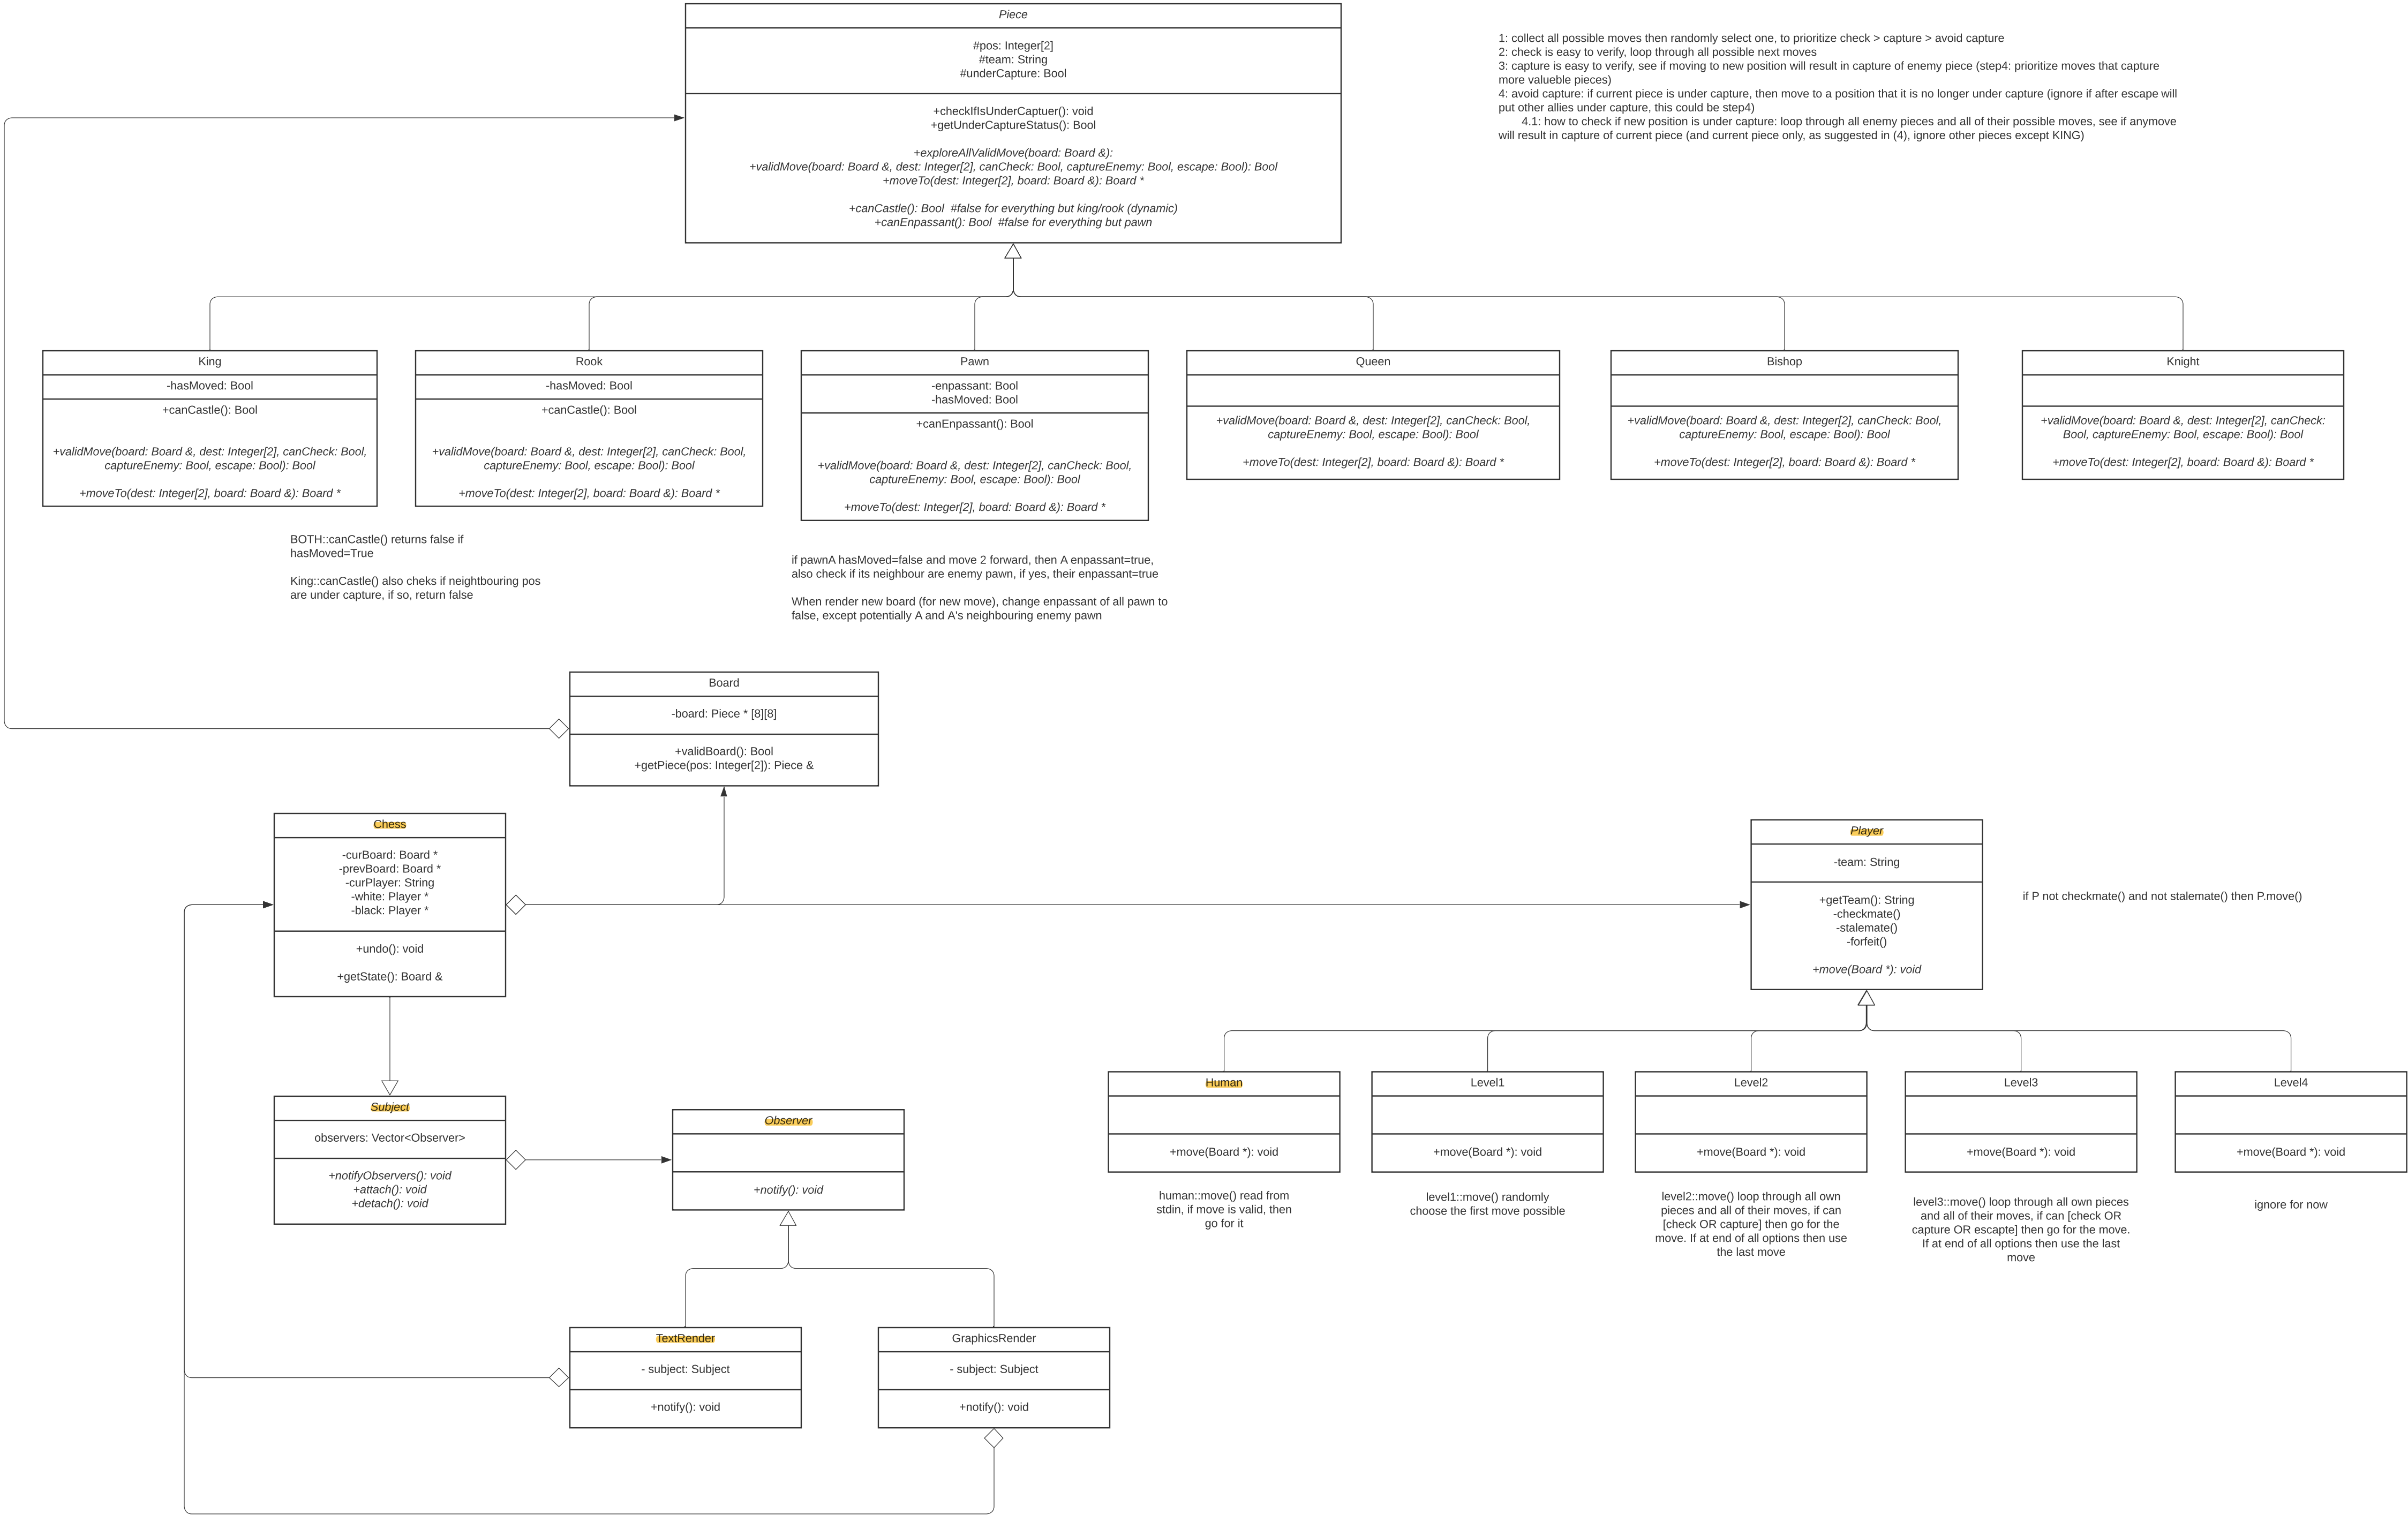 Piece
#pos: Integer[2]
#team: String
#underCapture: Bool
+checkIfIsUnderCaptuer(): void
+getUnderCaptureStatus(): Bool
+exploreAllValidMove(board: Board &):
+validMove(board: Board &, dest: Integer[2], canCheck: Bool, captureEnemy: Bool, escape: Bool): Bool
+moveTo(dest: Integer[2], board: Board &): Board *
+canCastle(): Bool  #false for everything but king/rook (dynamic)
+canEnpassant(): Bool  #false for everything but pawn
1: collect all possible moves then randomly select one, to prioritize check > capture > avoid capture
2: check is easy to verify, loop through all possible next moves
3: capture is easy to verify, see if moving to new position will result in capture of enemy piece (step4: prioritize moves that capture
more valueble pieces)
4: avoid capture: if current piece is under capture, then move to a position that it is no longer under capture (ignore if after escape will
put other allies under capture, this could be step4)
4.1: how to check if new position is under capture: loop through all enemy pieces and all of their possible moves, see if anymove
will result in capture of current piece (and current piece only, as suggested in (4), ignore other pieces except KING)
King
-hasMoved: Bool
+canCastle(): Bool
+validMove(board: Board &, dest: Integer[2], canCheck: Bool,
captureEnemy: Bool, escape: Bool): Bool
+moveTo(dest: Integer[2], board: Board &): Board *
Rook
-hasMoved: Bool
+canCastle(): Bool
+validMove(board: Board &, dest: Integer[2], canCheck: Bool,
captureEnemy: Bool, escape: Bool): Bool
+moveTo(dest: Integer[2], board: Board &): Board *
Pawn
-enpassant: Bool
-hasMoved: Bool
+canEnpassant(): Bool
+validMove(board: Board &, dest: Integer[2], canCheck: Bool,
captureEnemy: Bool, escape: Bool): Bool
+moveTo(dest: Integer[2], board: Board &): Board *
Queen
+validMove(board: Board &, dest: Integer[2], canCheck: Bool,
captureEnemy: Bool, escape: Bool): Bool
+moveTo(dest: Integer[2], board: Board &): Board *
Bishop
+validMove(board: Board &, dest: Integer[2], canCheck: Bool,
captureEnemy: Bool, escape: Bool): Bool
+moveTo(dest: Integer[2], board: Board &): Board *
Knight
+validMove(board: Board &, dest: Integer[2], canCheck:
Bool, captureEnemy: Bool, escape: Bool): Bool
+moveTo(dest: Integer[2], board: Board &): Board *
BOTH::canCastle() returns false if
hasMoved=True
King::canCastle() also cheks if neightbouring pos
are under capture, if so, return false
if pawnA hasMoved=false and move 2 forward, then A enpassant=true,
also check if its neighbour are enemy pawn, if yes, their enpassant=true
When render new board (for new move), change enpassant of all pawn to
false, except potentially A and A's neighbouring enemy pawn
Board
-board: Piece * [8][8]
+validBoard(): Bool
+getPiece(pos: Integer[2]): Piece &
Chess
-curBoard: Board *
-prevBoard: Board *
-curPlayer: String
-white: Player *
-black: Player *
+undo(): void
+getState(): Board &
Player
-team: String
+getTeam(): String
-checkmate()
-stalemate()
-forfeit()
+move(Board *): void
if P not checkmate() and not stalemate() then P.move()
Subject
observers: Vector<Observer>
+notifyObservers(): void
+attach(): void
+detach(): void
Observer
+notify(): void
Human
+move(Board *): void
Level1
+move(Board *): void
Level2
+move(Board *): void
Level3
+move(Board *): void
Level4
+move(Board *): void
human::move() read from
stdin, if move is valid, then
go for it
level1::move() randomly
choose the first move possible
level2::move() loop through all own
pieces and all of their moves, if can
[check OR capture] then go for the
move. If at end of all options then use
the last move
level3::move() loop through all own pieces
and all of their moves, if can [check OR
capture OR escapte] then go for the move.
If at end of all options then use the last
move
ignore for now
TextRender
- subject: Subject
+notify(): void
GraphicsRender
- subject: Subject
+notify(): void